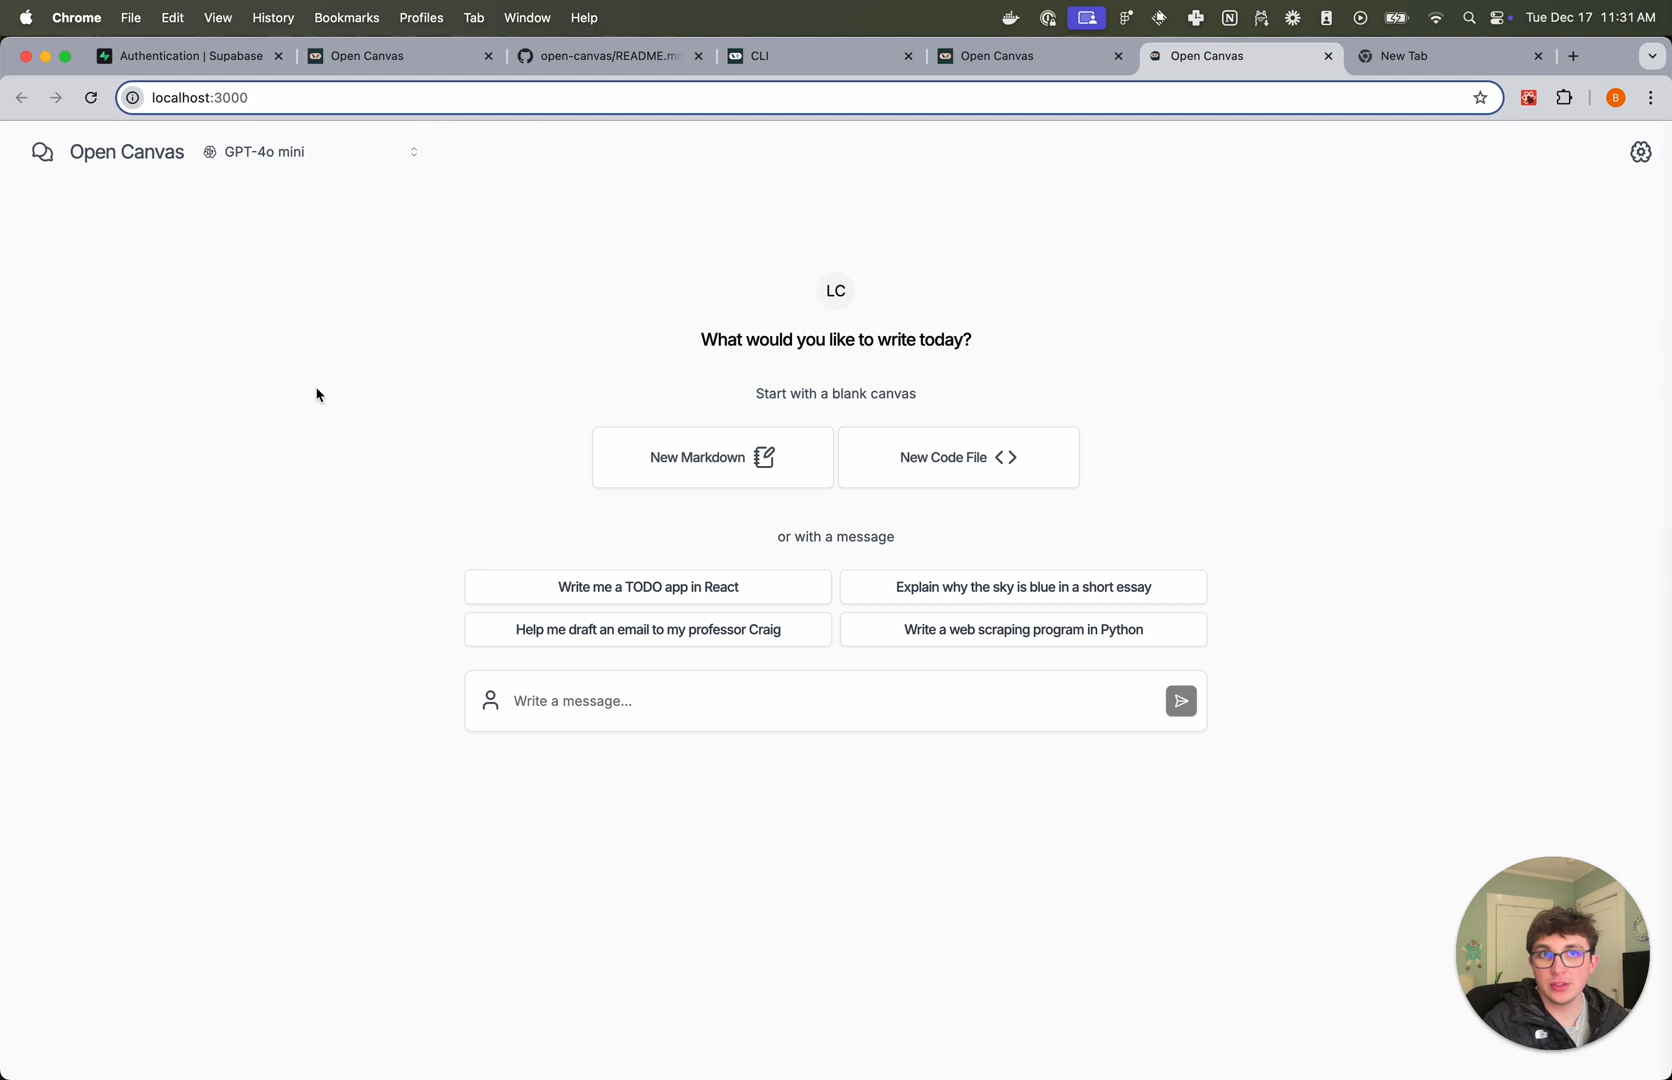 Chrome File Edit View History Bookmarks Profiles Tab Window Help Tue Dec 17 11:31 AM
Authentication | Supabase Open Canvas open-canvas/README.md CLI Open Canvas Open Canvas New Tab
localhost:3000 B
Open Canvas GPT-4o mini
LC
What would you like to write today?
Start with a blank canvas
New Markdown New Code File
or with a message
Write me a TODO app in React Explain why the sky is blue in a short essay
Help me draft an email to my professor Craig Write a web scraping program in Python
Write a message...